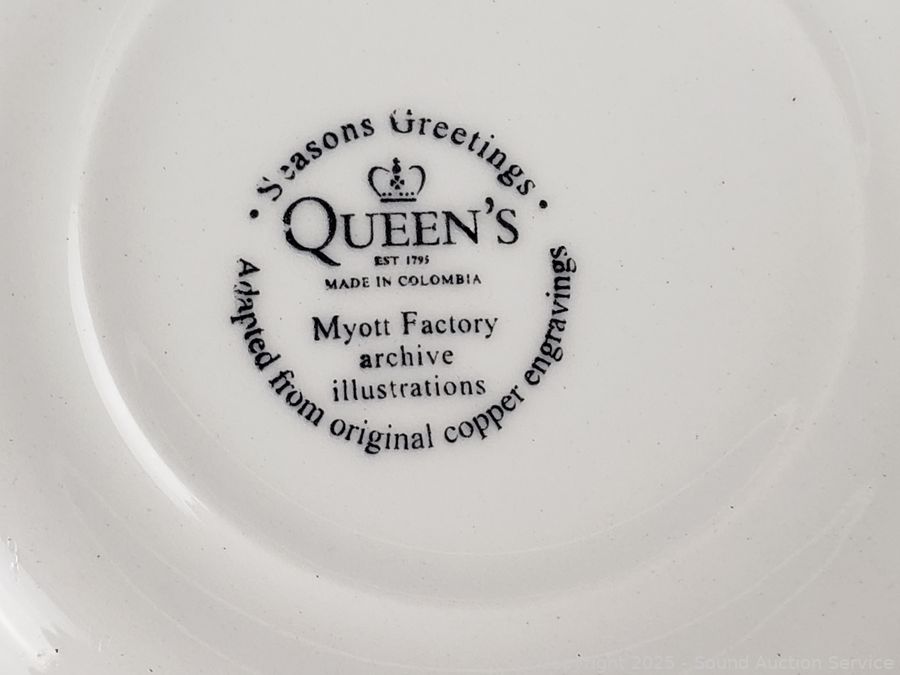 Seasons Greetings
QUEEN'S
EST 1795
MADE IN COLOMBIA
Myott Factory
archive
illustrations
Adapted from original copper engravings
Copyright 2025 - Sound Auction Service